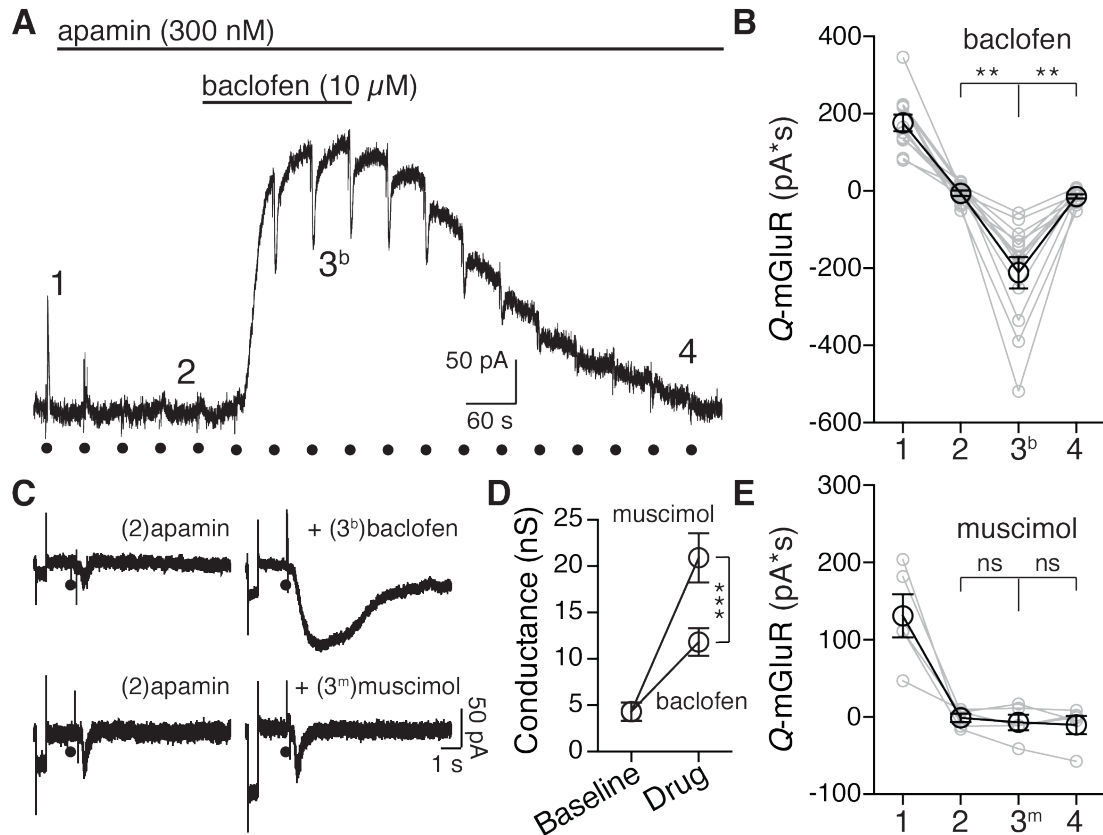 A
apamin (300 nM)
baclofen (10 µM)
1
2
3ᵇ
4
50 pA
60 s
B
baclofen
** **
Q-mGluR (pA*s)
400
200
0
-200
-400
-600
1 2 3ᵇ 4
C
(2)apamin
+ (3ᵇ)baclofen
(2)apamin
+ (3ᵐ)muscimol
50 pA
1 s
D
Conductance (nS)
25
20
15
10
5
0
muscimol
***
baclofen
Baseline
Drug
E
muscimol
ns ns
Q-mGluR (pA*s)
300
200
100
0
-100
1 2 3ᵐ 4